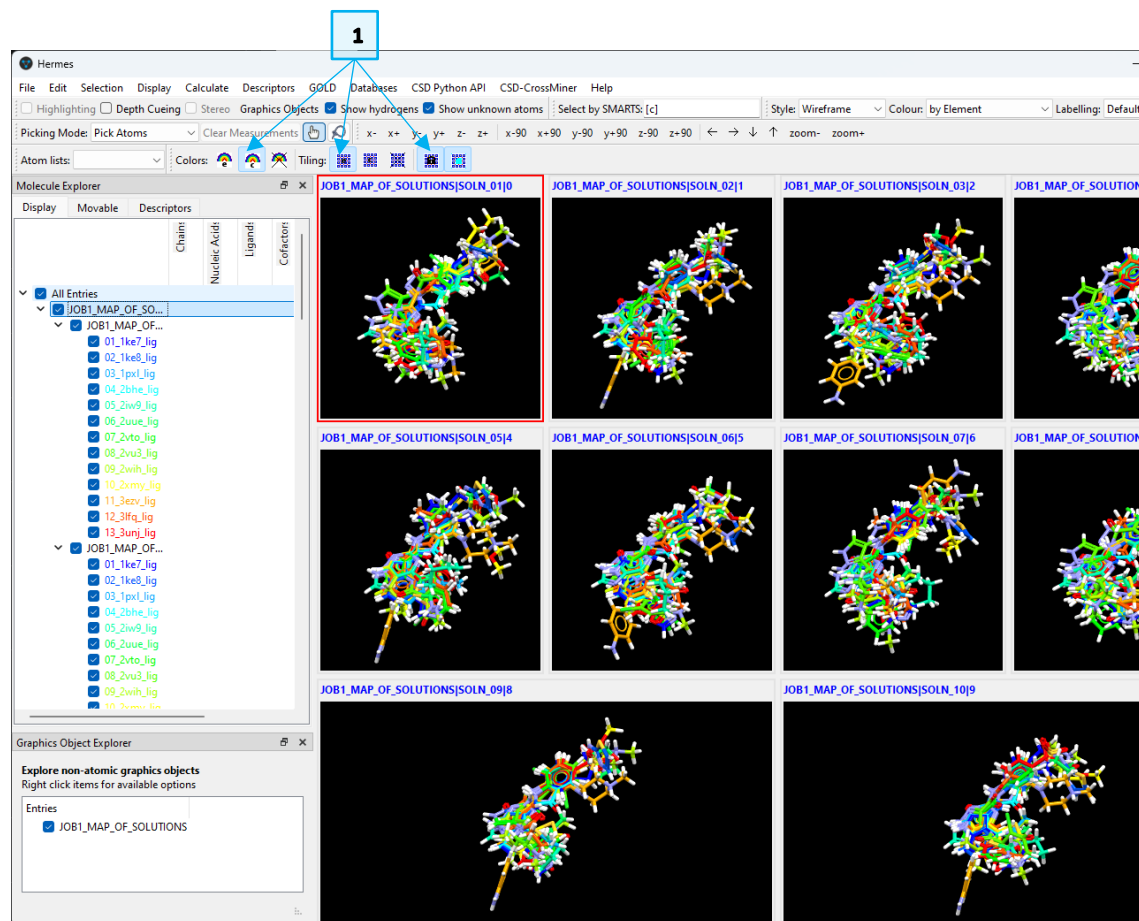 1
Hermes
File Edit Selection Display Calculate Descriptors GOLD Databases CSD Python API CSD-CrossMiner Help
Highlighting Depth Cueing Stereo Graphics Objects Show hydrogens Show unknown atoms Select by SMARTS: [c] Style: Wireframe Colour: by Element Labelling: Default
Picking Mode: Pick Atoms Clear Measurements x- x+ y- y+ z- z+ x-90 x+90 y-90 y+90 z-90 z+90 zoom- zoom+
Atom lists: Colors: e c Tiling:
Molecule Explorer
Display Movable Descriptors
Chains Nucleic Acids Ligands Cofactors
All Entries
JOB1_MAP_OF_SO...
JOB1_MAP_OF...
01_1ke7_lig
02_1ke8_lig
03_1pxl_lig
04_2bhe_lig
05_2iw9_lig
06_2uue_lig
07_2vto_lig
08_2vu3_lig
09_2wih_lig
10_2xmy_lig
11_3ezv_lig
12_3lfq_lig
13_3unj_lig
JOB1_MAP_OF...
01_1ke7_lig
02_1ke8_lig
03_1pxl_lig
04_2bhe_lig
05_2iw9_lig
06_2uue_lig
07_2vto_lig
08_2vu3_lig
09_2wih_lig
10_2xmy_lig
Graphics Object Explorer
Explore non-atomic graphics objects
Right click items for available options
Entries
JOB1_MAP_OF_SOLUTIONS
JOB1_MAP_OF_SOLUTIONS|SOLN_01|0 JOB1_MAP_OF_SOLUTIONS|SOLN_02|1 JOB1_MAP_OF_SOLUTIONS|SOLN_03|2 JOB1_MAP_OF_SOLUTION
JOB1_MAP_OF_SOLUTIONS|SOLN_05|4 JOB1_MAP_OF_SOLUTIONS|SOLN_06|5 JOB1_MAP_OF_SOLUTIONS|SOLN_07|6 JOB1_MAP_OF_SOLUTION
JOB1_MAP_OF_SOLUTIONS|SOLN_09|8 JOB1_MAP_OF_SOLUTIONS|SOLN_10|9